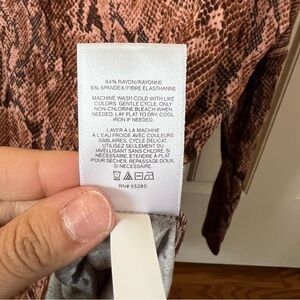 94% RAYON/RAYONNE
6% SPANDEX/FIBRE ÉLASTHANNE
MACHINE WASH COLD WITH LIKE
COLORS. GENTLE CYCLE. ONLY
NON-CHLORINE BLEACH WHEN
NEEDED. LAY FLAT TO DRY. COOL
IRON IF NEEDED.
LAVER À LA MACHINE
À L'EAU FROIDE AVEC COULEURS
SIMILAIRES. CYCLE DÉLICAT.
UTILISER SEULEMENT DU
JAVELLISANT SANS CHLORE, SI
NÉCESSAIRE. ÉTENDRE À PLAT
POUR SÉCHER. REPASSAGE DOUX,
SI NÉCESSAIRE.
RN# 55285